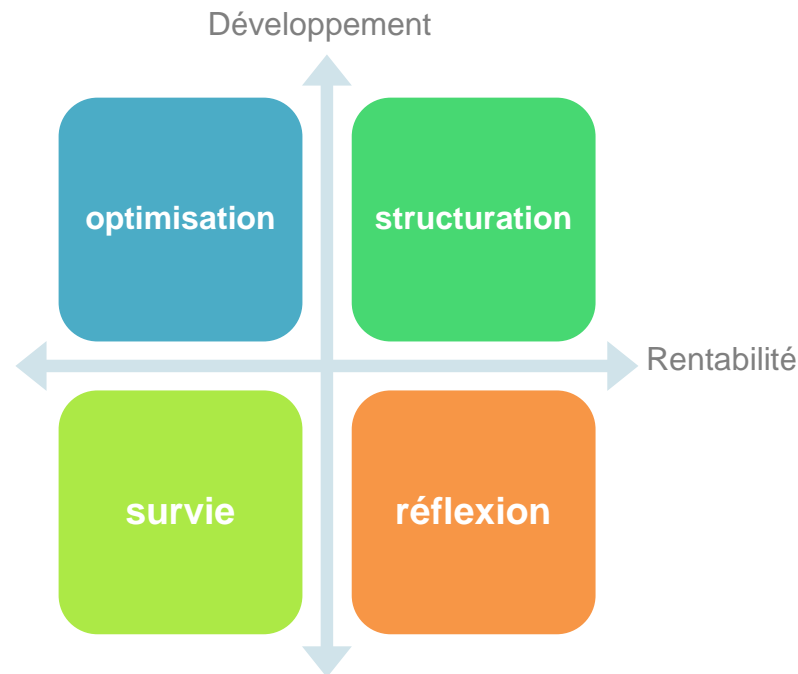 Développement
optimisation
structuration
Rentabilité
survie
réflexion